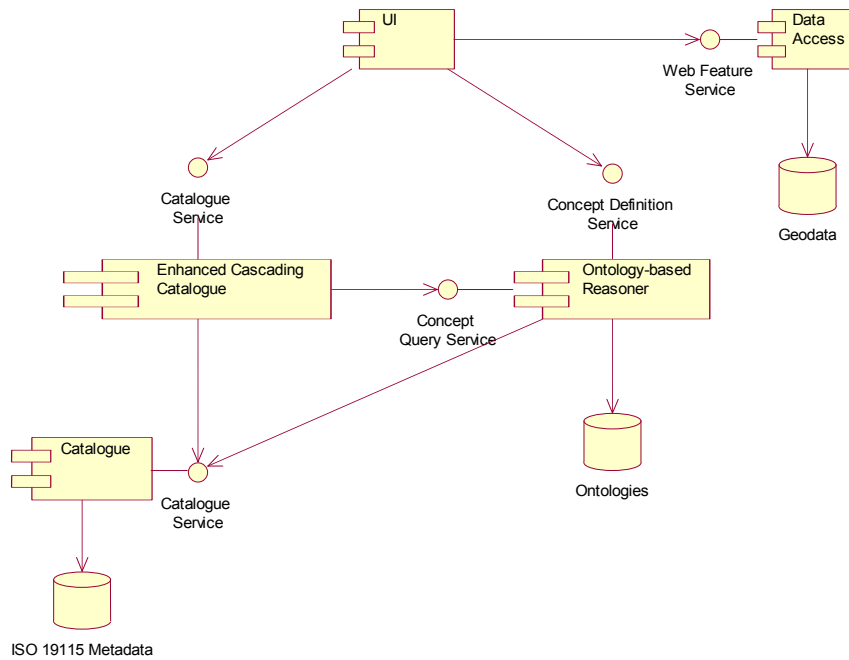 UI
Data
Access
Web Feature
Service
Catalogue
Service
Concept Definition
Service
Geodata
Enhanced Cascading
Catalogue
Ontology-based
Reasoner
Concept
Query Service
Catalogue
Catalogue
Service
Ontologies
ISO 19115 Metadata